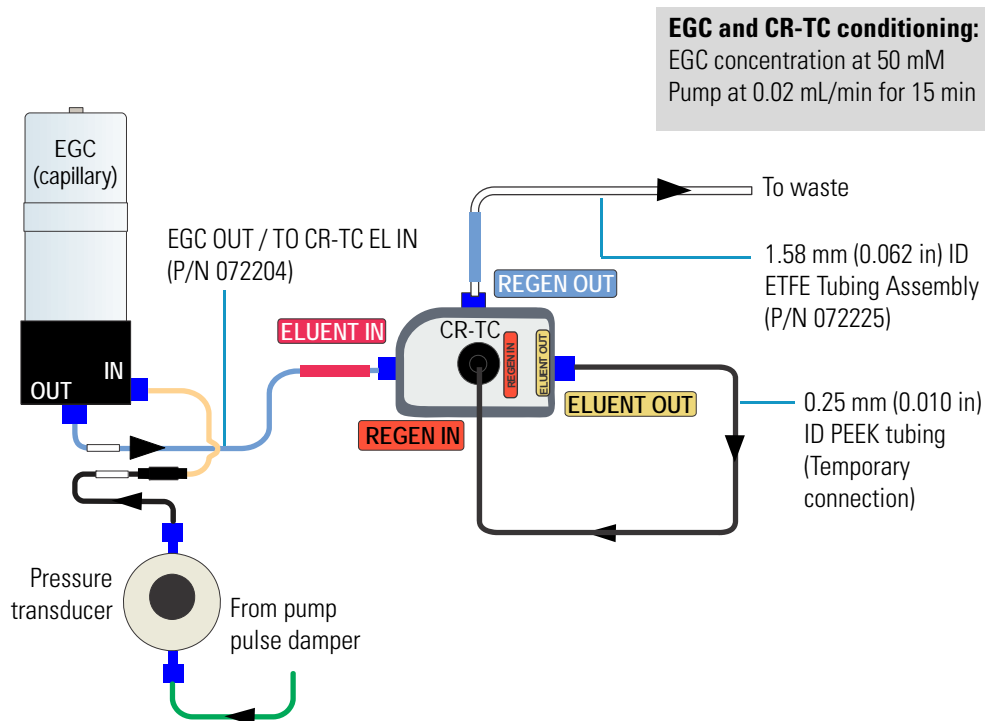 EGC and CR-TC conditioning:
EGC concentration at 50 mM
Pump at 0.02 mL/min for 15 min
EGC
(capillary)
To waste
EGC OUT / TO CR-TC EL IN
(P/N 072204)
1.58 mm (0.062 in) ID
ETFE Tubing Assembly
(P/N 072225)
REGEN OUT
ELUENT IN
CR-TC
REGEN IN
ELUENT OUT
IN
OUT
ELUENT OUT
REGEN IN
0.25 mm (0.010 in)
ID PEEK tubing
(Temporary
connection)
Pressure
transducer
From pump
pulse damper